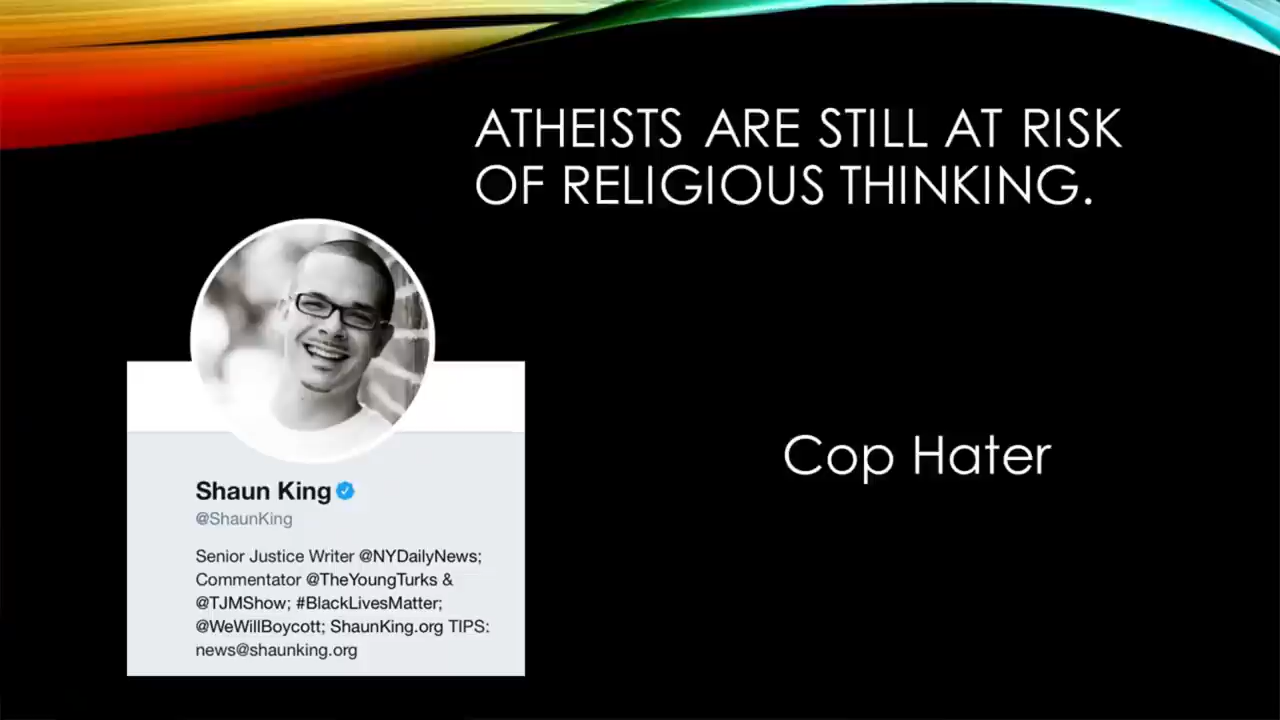 ATHEISTS ARE STILL AT RISK
OF RELIGIOUS THINKING.
Shaun King
@ShaunKing
Senior Justice Writer @NYDailyNews;
Commentator @TheYoungTurks &
@TJMShow; #BlackLivesMatter;
@WeWillBoycott; ShaunKing.org TIPS:
news@shaunking.org
Cop Hater